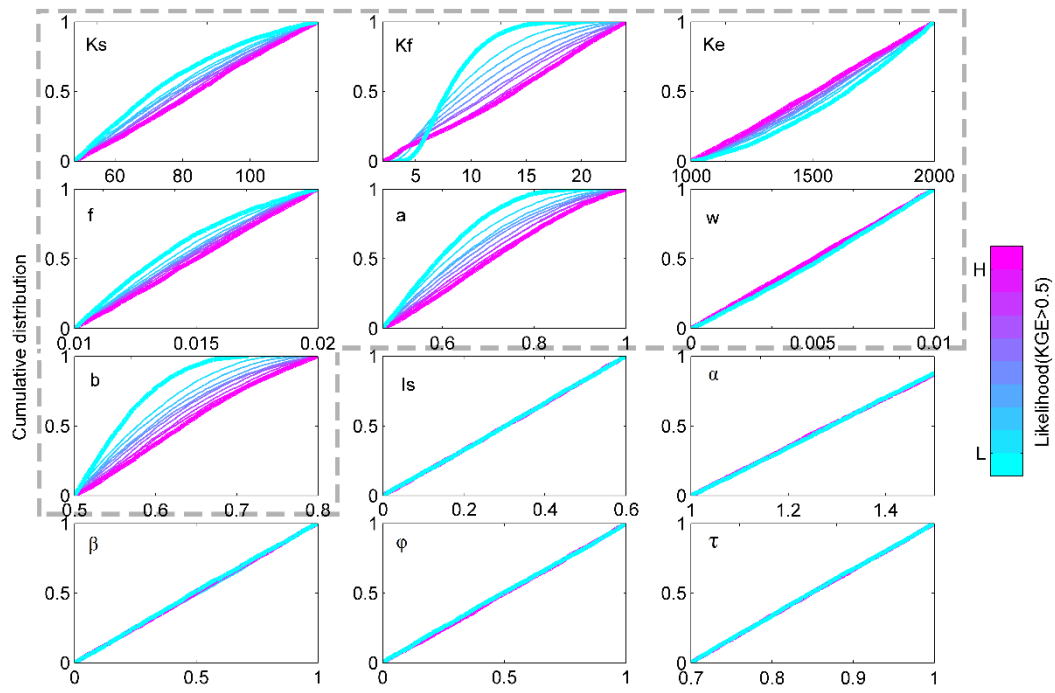 Cumulative distribution
Ks
Kf
Ke
1
0.5
0
60 80 100
1
0.5
0
5 10 15 20
1
0.5
0
1000 1500 2000
f
a
w
1
0.5
0
0.01 0.015 0.02
1
0.5
0
0.6 0.8 1
1
0.5
0
0 0.005 0.01
b
Is
α
1
0.5
0
0.5 0.6 0.7 0.8
1
0.5
0
0 0.2 0.4 0.6
1
0.5
0
1 1.2 1.4
β
φ
τ
1
0.5
0
0 0.5 1
1
0.5
0
0 0.5 1
1
0.5
0
0.7 0.8 0.9 1
H
L
Likelihood(KGE>0.5)